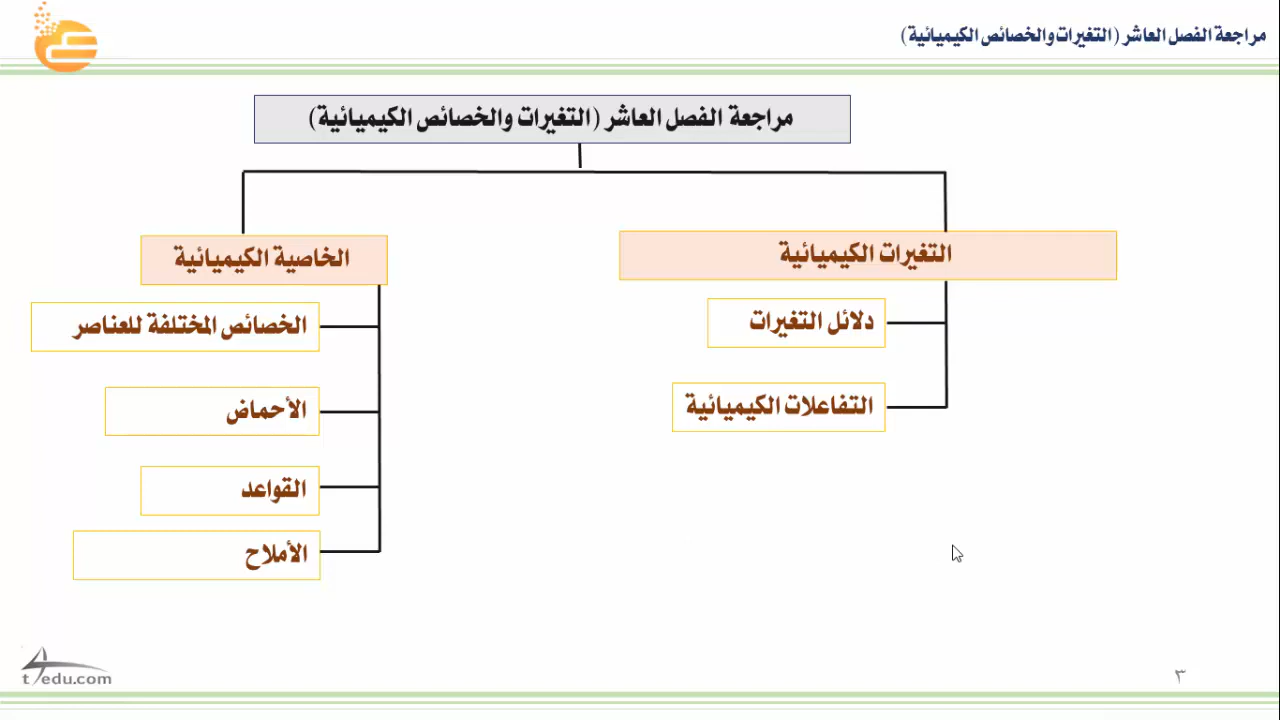 مراجعة الفصل العاشر (التغيرات والخصائص الكيميائية)
مراجعة الفصل العاشر (التغيرات والخصائص الكيميائية)
التغيرات الكيميائية
دلائل التغيرات
التفاعلات الكيميائية
الخاصية الكيميائية
الخصائص المختلفة للعناصر
الأحماض
القواعد
الأملاح
t4edu.com
٣